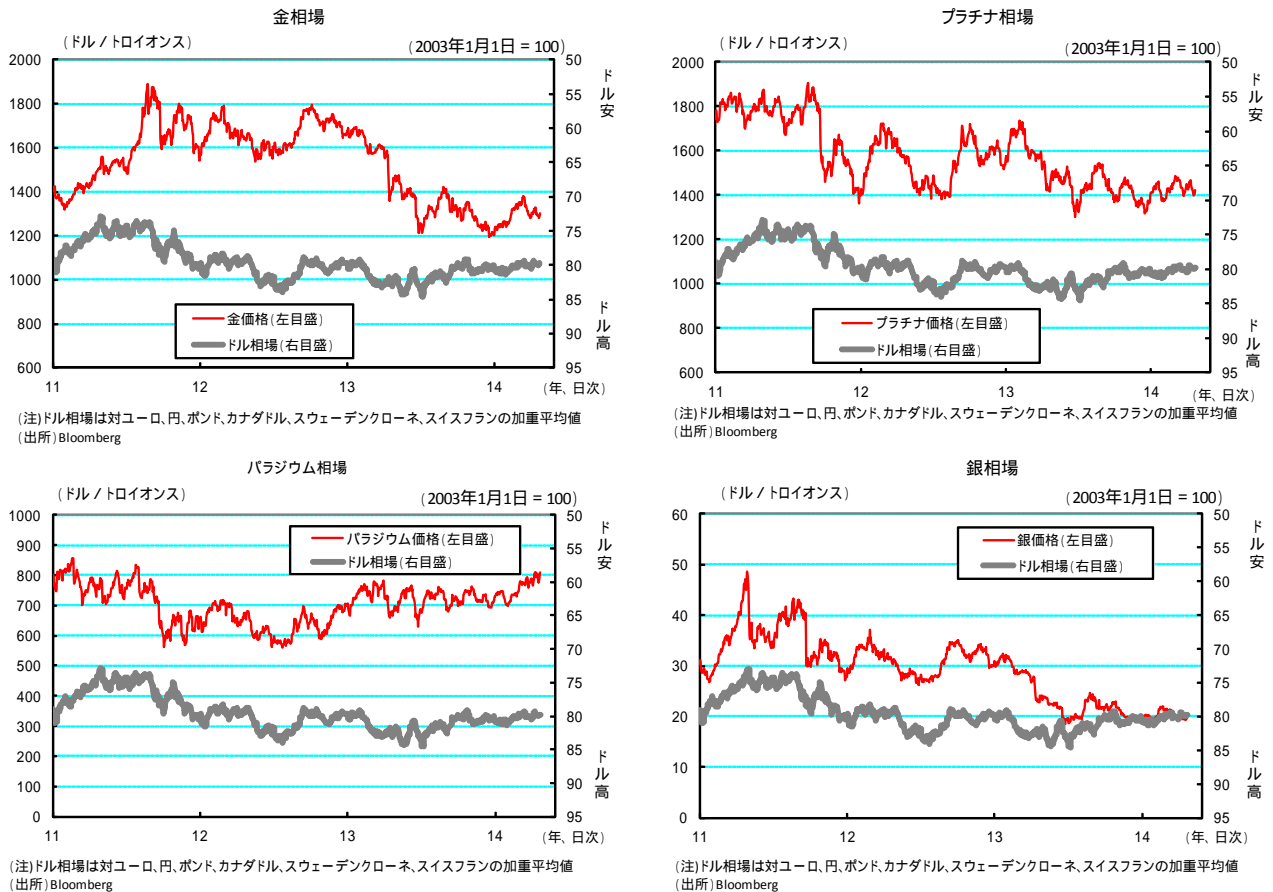 金相場
(ドル / トロイオンス)
(2003年1月1日 = 100)
2000
1800
1600
1400
1200
1000
800
600
50
55
60
65
70
75
80
85
90
95
ドル安
ドル高
金価格(左目盛)
ドル相場(右目盛)
11
12
13
14
(年、日次)
(注)ドル相場は対ユーロ、円、ポンド、カナダドル、スウェーデンクローネ、スイスフランの加重平均値
(出所)Bloomberg
プラチナ相場
(ドル / トロイオンス)
(2003年1月1日 = 100)
2000
1800
1600
1400
1200
1000
800
600
50
55
60
65
70
75
80
85
90
95
ドル安
ドル高
プラチナ価格(左目盛)
ドル相場(右目盛)
11
12
13
14
(年、日次)
(注)ドル相場は対ユーロ、円、ポンド、カナダドル、スウェーデンクローネ、スイスフランの加重平均値
(出所)Bloomberg
パラジウム相場
(ドル / トロイオンス)
(2003年1月1日 = 100)
1000
900
800
700
600
500
400
300
200
100
0
50
55
60
65
70
75
80
85
90
95
ドル安
ドル高
パラジウム価格(左目盛)
ドル相場(右目盛)
11
12
13
14
(年、日次)
(注)ドル相場は対ユーロ、円、ポンド、カナダドル、スウェーデンクローネ、スイスフランの加重平均値
(出所)Bloomberg
銀相場
(ドル / トロイオンス)
(2003年1月1日 = 100)
60
50
40
30
20
10
0
50
55
60
65
70
75
80
85
90
95
ドル安
ドル高
銀価格(左目盛)
ドル相場(右目盛)
11
12
13
14
(年、日次)
(注)ドル相場は対ユーロ、円、ポンド、カナダドル、スウェーデンクローネ、スイスフランの加重平均値
(出所)Bloomberg